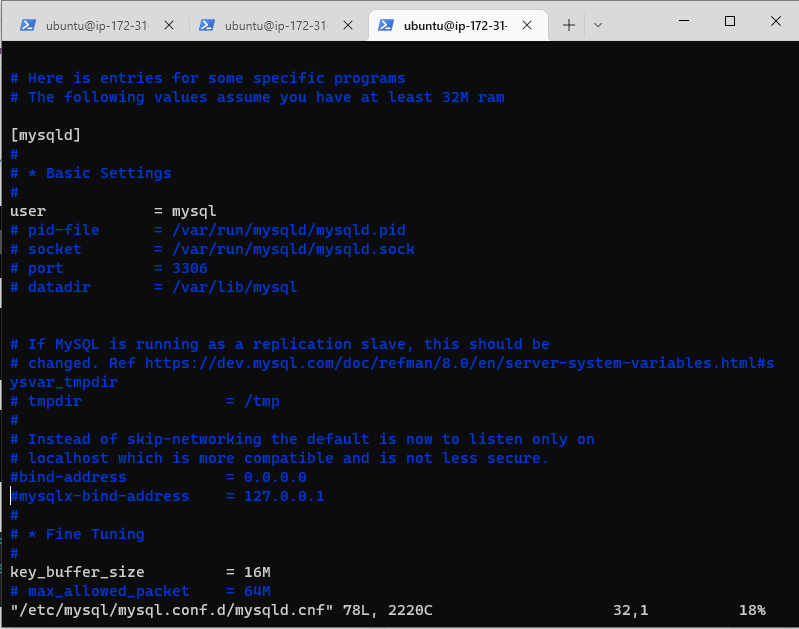 ubuntu@ip-172-31- ubuntu@ip-172-31- ubuntu@ip-172-31-
# Here is entries for some specific programs
# The following values assume you have at least 32M ram
[mysqld]
#
# * Basic Settings
#
user            = mysql
# pid-file      = /var/run/mysqld/mysqld.pid
# socket        = /var/run/mysqld/mysqld.sock
# port          = 3306
# datadir       = /var/lib/mysql
# If MySQL is running as a replication slave, this should be
# changed. Ref https://dev.mysql.com/doc/refman/8.0/en/server-system-variables.html#s
ysvar_tmpdir
# tmpdir                = /tmp
#
# Instead of skip-networking the default is now to listen only on
# localhost which is more compatible and is not less secure.
#bind-address           = 0.0.0.0
#mysqlx-bind-address    = 127.0.0.1
#
# * Fine Tuning
#
key_buffer_size         = 16M
# max_allowed_packet    = 64M
"/etc/mysql/mysql.conf.d/mysqld.cnf" 78L, 2220C                    32,1          18%